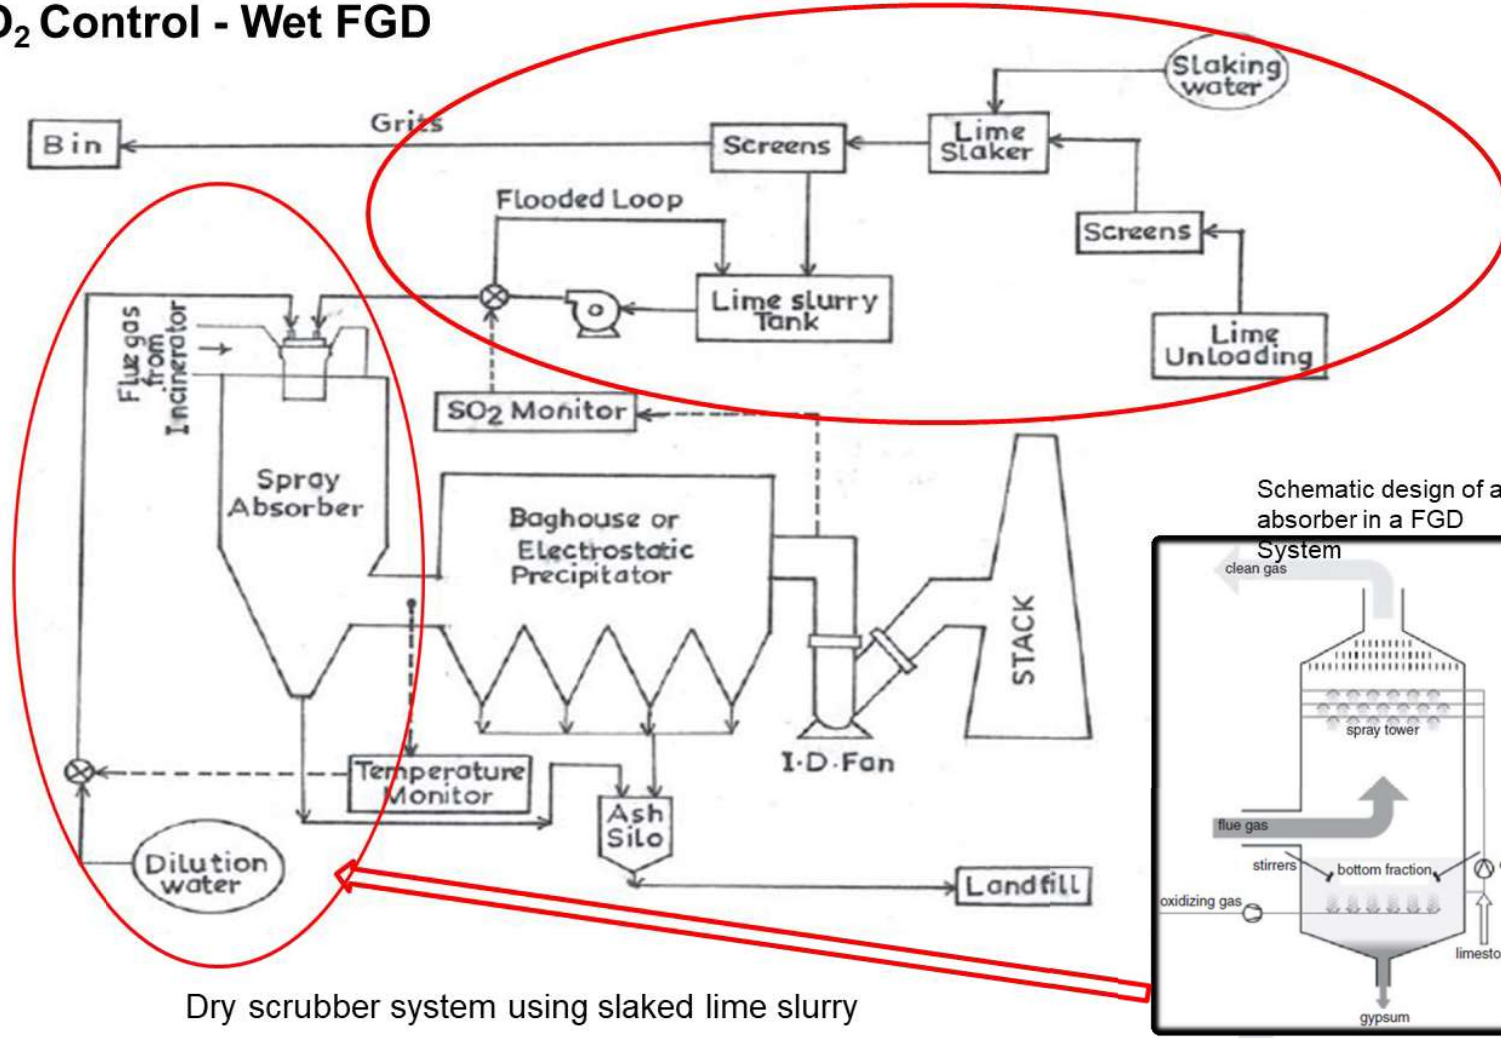 O₂ Control - Wet FGD
Slaking
water
Bin
Grits
Screens
Lime
Slaker
Flooded Loop
Screens
Lime slurry
Tank
Lime
Unloading
Flue gas
from
Incinerator
SO2 Monitor
Spray
Absorber
Baghouse or
Electrostatic
Precipitator
STACK
I.D.Fan
Temperature
Monitor
Ash
Silo
Dilution
water
Landfill
Dry scrubber system using slaked lime slurry
Schematic design of a
absorber in a FGD
System
clean gas
spray tower
flue gas
stirrers
bottom fraction
oxidizing gas
limesto
gypsum